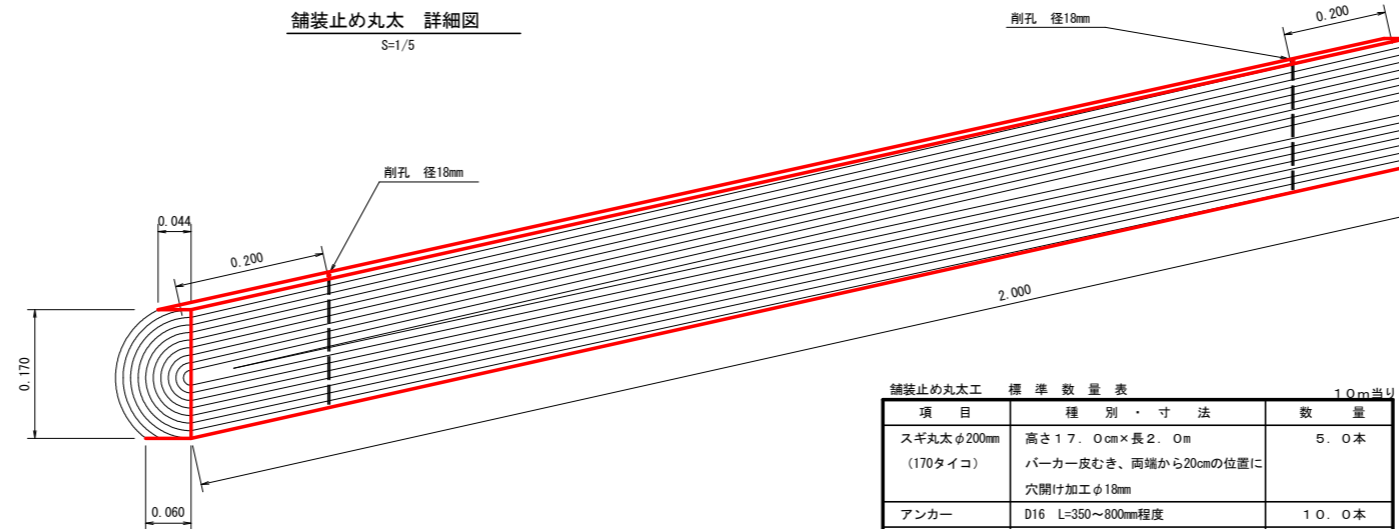 舗装止め丸太　詳細図
S=1/5
削孔　径18mm
0.200
削孔　径18mm
0.044
0.200
2.000
0.170
0.060
舗装止め丸太工　標　準　数　量　表　１０ｍ当り
項　目　種　別　・　寸　法　数　量
スギ丸太φ200mm　高さ１７．０cm×長２．０m　５．０本
（170タイコ）　バーカー皮むき、両端から20cmの位置に
穴開け加工φ18mm
アンカー　D16　L=350～800mm程度　１０．０本